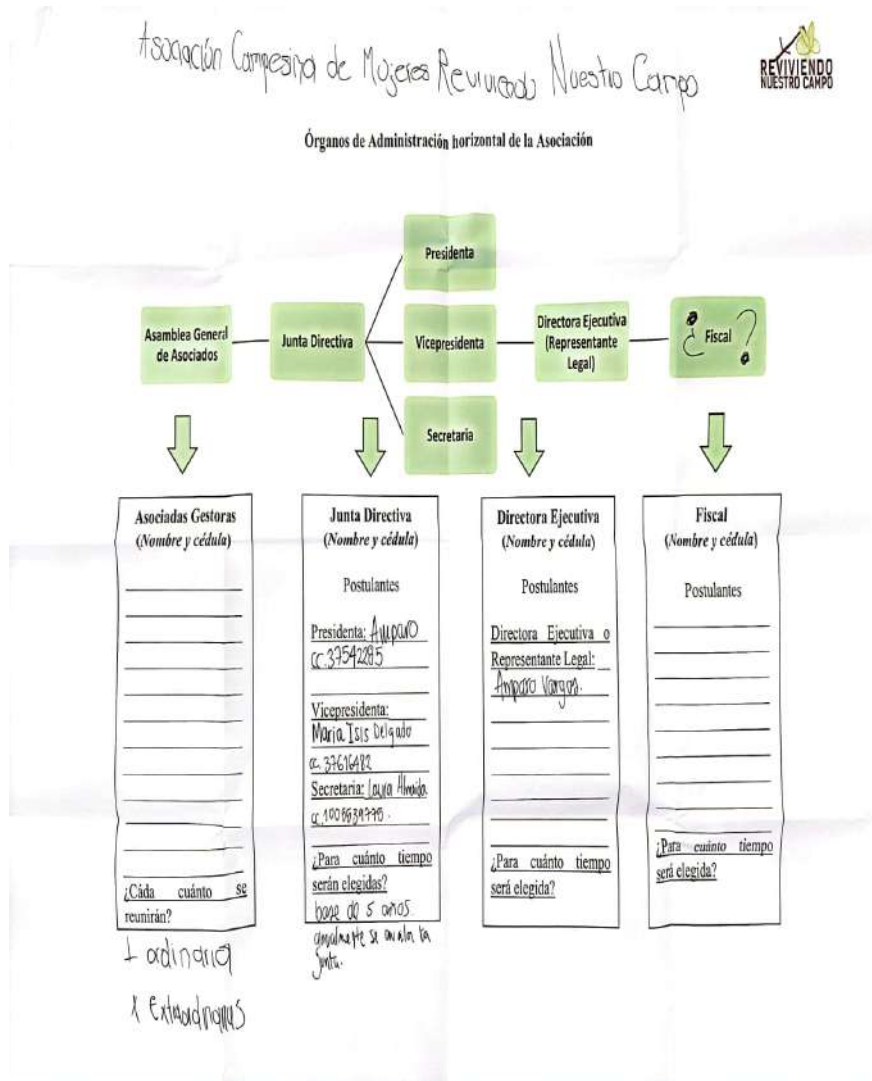 Asociación Campesina de Mujeres Reviviendo Nuestro Campo
REVIVIENDO
NUESTRO CAMPO
Órganos de Administración horizontal de la Asociación
Presidenta
Asamblea General
de Asociados
Junta Directiva
Vicepresidenta
Directora Ejecutiva
(Representante
Legal)
¿ Fiscal ?
Secretaria
Asociadas Gestoras
(Nombre y cédula)
¿Cáda cuánto se
reunirán?
1 ordinaria
Extraordinarias
Junta Directiva
(Nombre y cédula)
Postulantes
Presidenta: Amparo
cc.37542285
Vicepresidenta:
Maria Isis Delgado
cc. 37616482
Secretaria: Laura
¿Para cuánto tiempo
serán elegidas?
base de 5 años
anualmente se la
Junta.
Directora Ejecutiva
(Nombre y cédula)
Postulantes
Directora Ejecutiva o
Representante Legal:
Amparo Vargas.
¿Para cuánto tiempo
será elegida?
Fiscal
(Nombre y cédula)
Postulantes
¿Para cuánto tiempo
será elegida?